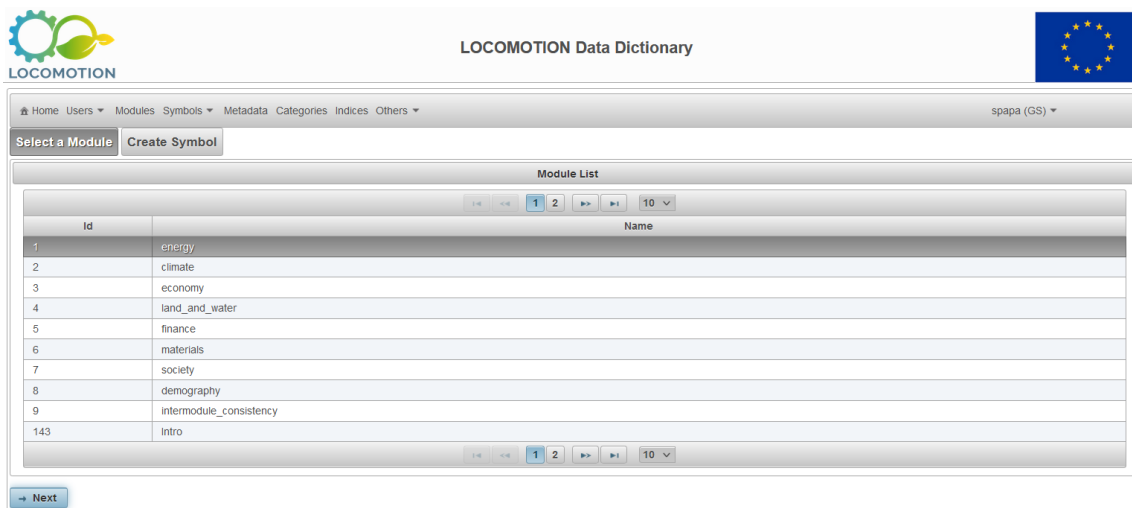 LOCOMOTION
LOCOMOTION Data Dictionary
Home Users Modules Symbols Metadata Categories Indices Others spapa (GS)
Select a Module Create Symbol
Module List
1 2 10
Id Name
1 energy
2 climate
3 economy
4 land_and_water
5 finance
6 materials
7 society
8 demography
9 intermodule_consistency
143 Intro
1 2 10
Next